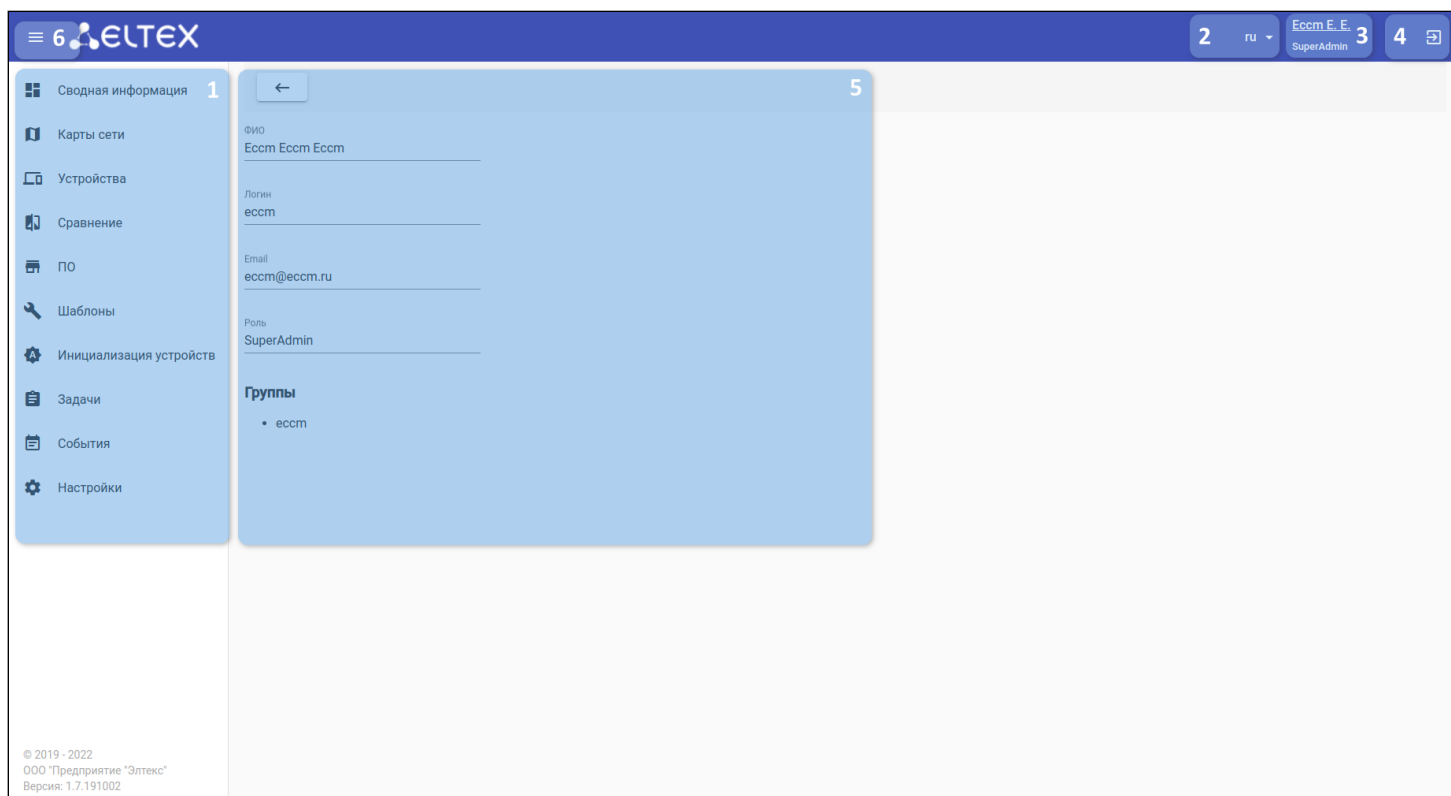 6 ELTEX
2 ru
Eccm E. E.
SuperAdmin
3
4
Сводная информация 1
Карты сети
Устройства
Сравнение
ПО
Шаблоны
Инициализация устройств
Задачи
События
Настройки
5
ФИО
Eccm Eccm Eccm
Логин
eccm
Email
eccm@eccm.ru
Роль
SuperAdmin
Группы
• eccm
© 2019 - 2022
ООО "Предприятие "Элтекс"
Версия: 1.7.191002